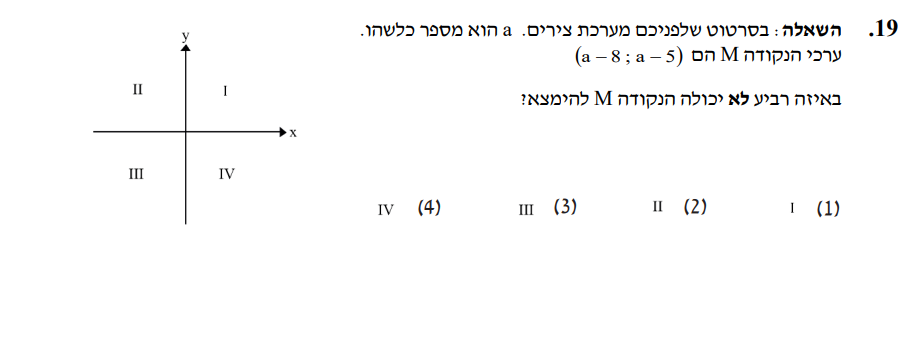 19. השאלה: בסרטוט שלפניכם מערכת צירים. a הוא מספר כלשהו.
ערכי הנקודה M הם (a – 8 ; a – 5)
באיזה רביע לא יכולה הנקודה M להימצא?
y
II I
x
III IV
(1) I (2) II (3) III (4) IV